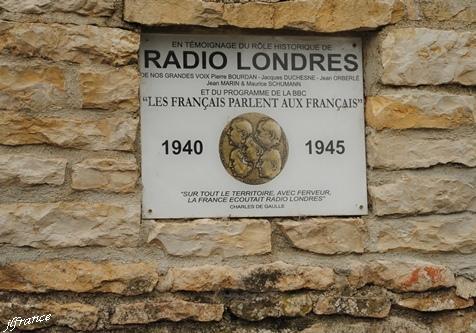 EN TÉMOIGNAGE DU RÔLE HISTORIQUE DE
RADIO LONDRES
DE NOS GRANDES VOIX Pierre BOURDAN - Jacques DUCHESNE - Jean OBERLÉ
Jean MARIN & Maurice SCHUMANN
ET DU PROGRAMME DE LA BBC
"LES FRANÇAIS PARLENT AUX FRANÇAIS"
1940 1945
"SUR TOUT LE TERRITOIRE, AVEC FERVEUR,
LA FRANCE ECOUTAIT RADIO LONDRES"
CHARLES DE GAULLE
jlfrance